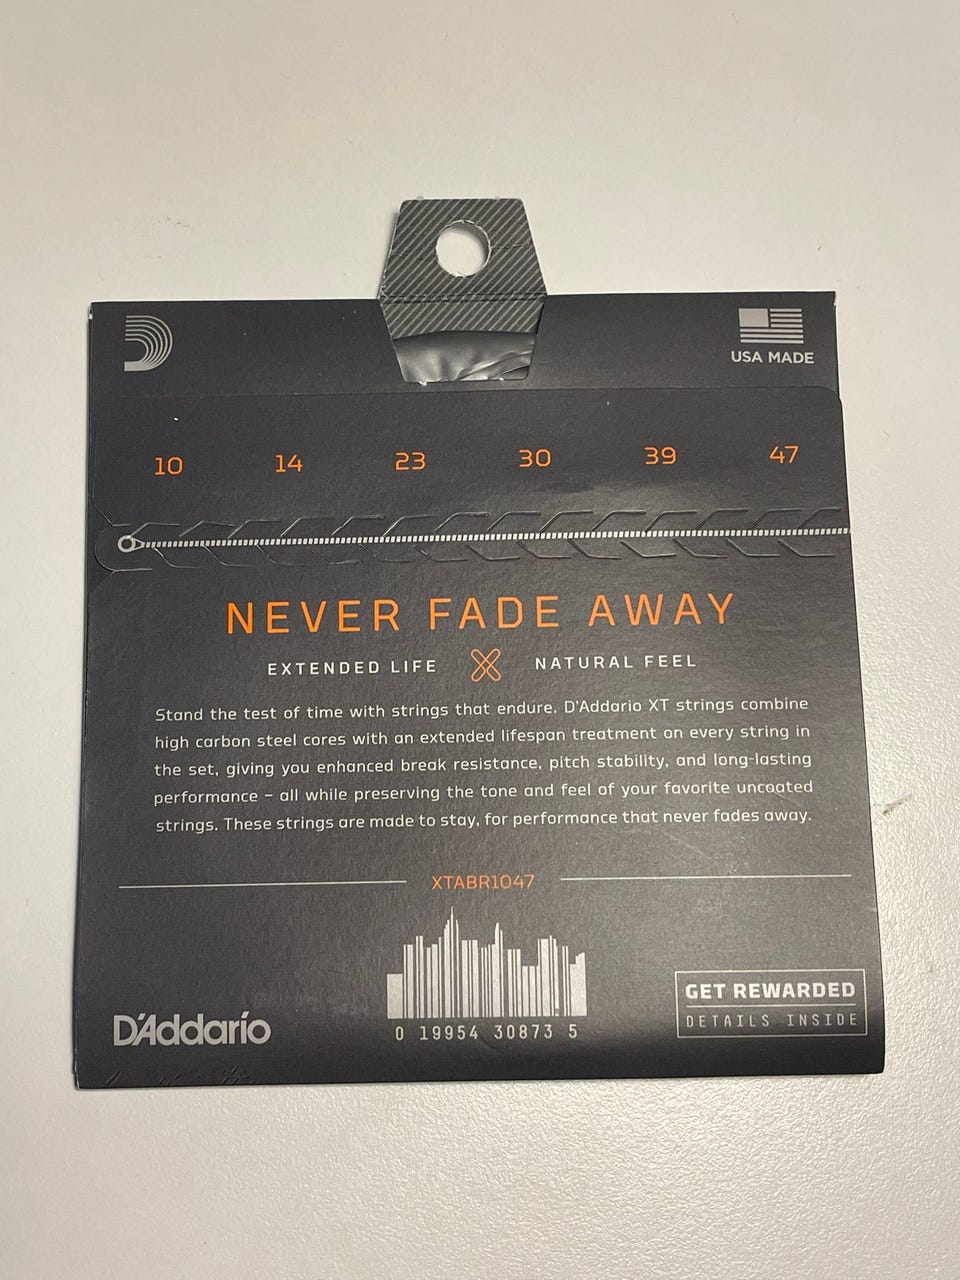 USA MADE
10 14 23 30 39 47
NEVER FADE AWAY
EXTENDED LIFE NATURAL FEEL
Stand the test of time with strings that endure. D'Addario XT strings combine
high carbon steel cores with an extended lifespan treatment on every string in
the set, giving you enhanced break resistance, pitch stability, and long-lasting
performance – all while preserving the tone and feel of your favorite uncoated
strings. These strings are made to stay, for performance that never fades away.
XTABR1047
GET REWARDED
DETAILS INSIDE
D'Addario
0 19954 30873 5